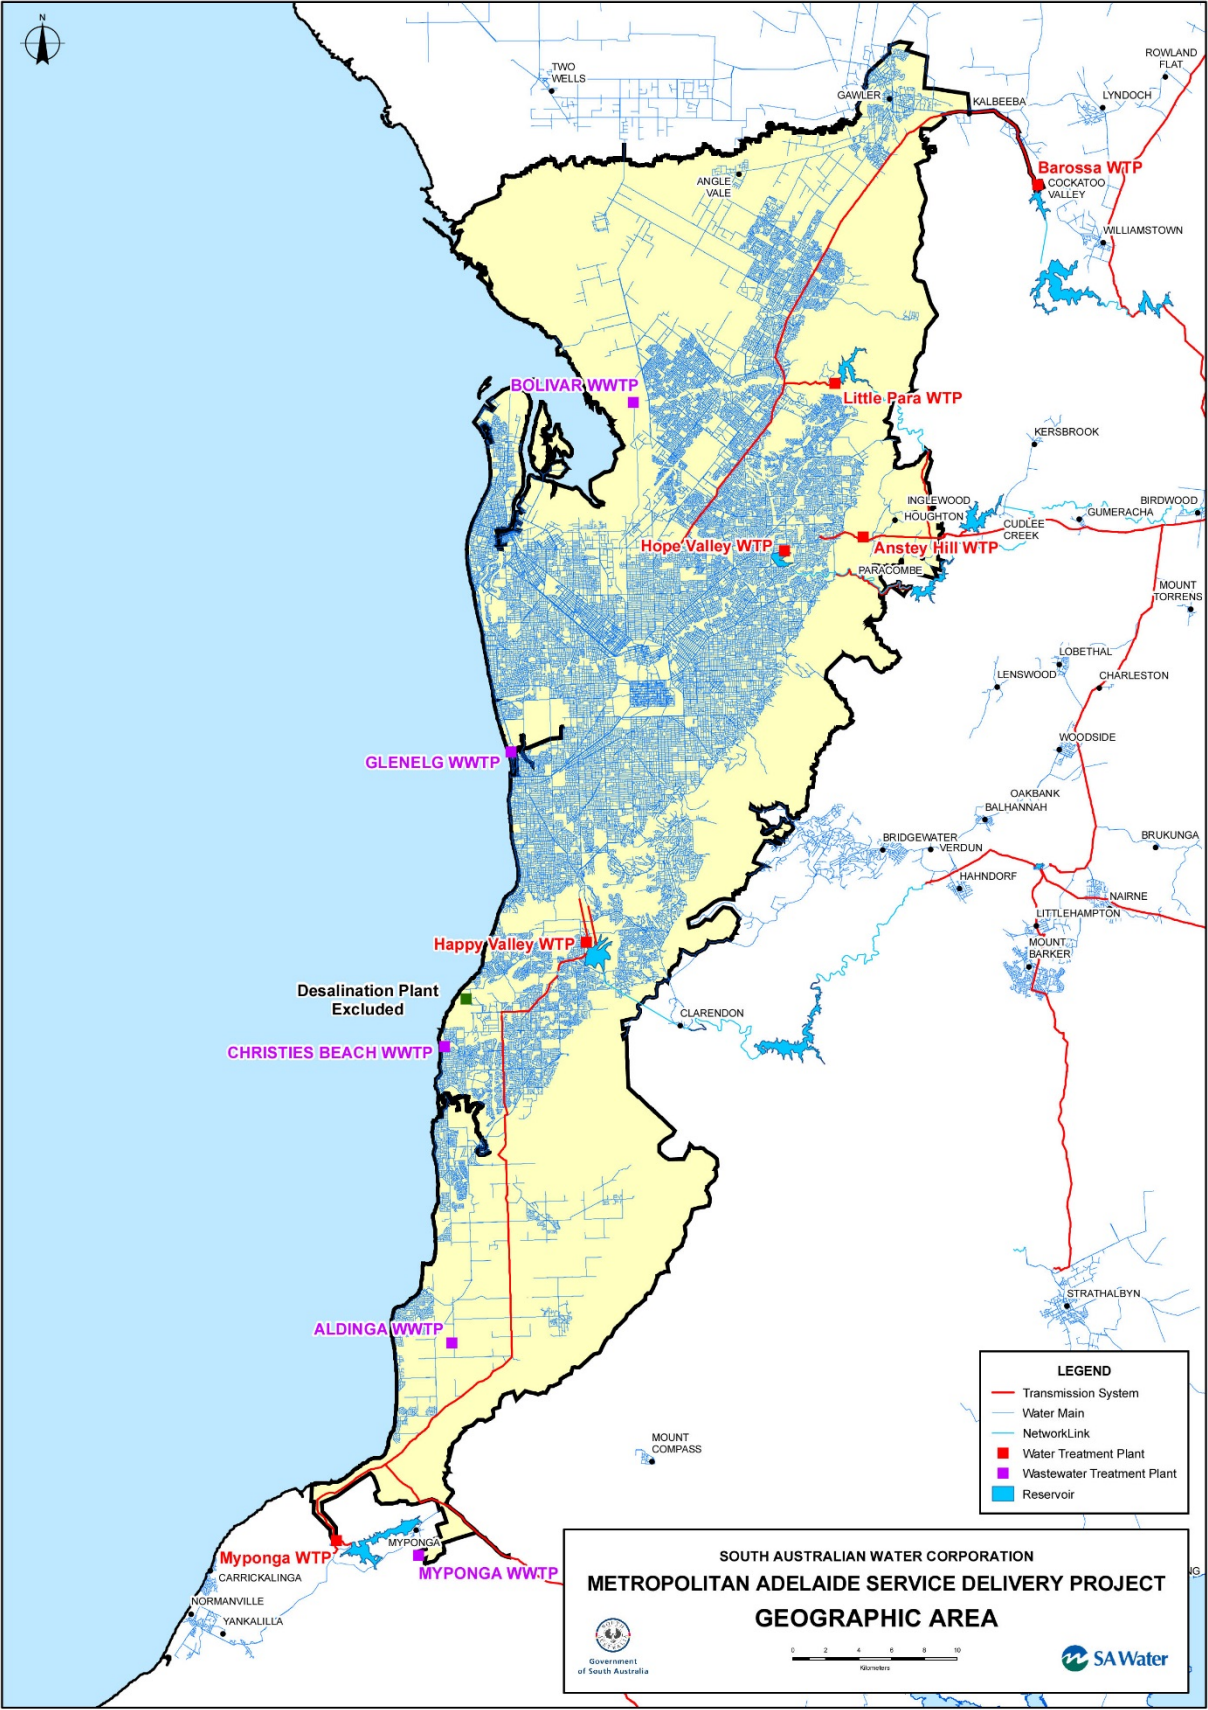 N
ROWLAND
FLAT
TWO
WELLS
GAWLER
LYNDOCH
KALBEEBA
Barossa WTP
COCKATOO
VALLEY
ANGLE
VALE
WILLIAMSTOWN
BOLIVAR WWTP
Little Para WTP
KERSBROOK
INGLEWOOD
HOUGHTON
BIRDWOOD
GUMERACHA
CUDLEE
CREEK
Hope Valley WTP
Anstey Hill WTP
PARACOMBE
MOUNT
TORRENS
LOBETHAL
LENSWOOD
CHARLESTON
WOODSIDE
GLENELG WWTP
OAKBANK
BALHANNAH
BRIDGEWATER
VERDUN
BRUKUNGA
HAHNDORF
NAIRNE
LITTLEHAMPTON
Happy Valley WTP
MOUNT
BARKER
Desalination Plant
Excluded
CLARENDON
CHRISTIES BEACH WWTP
STRATHALBYN
ALDINGA WWTP
LEGEND
Transmission System
Water Main
NetworkLink
Water Treatment Plant
Wastewater Treatment Plant
Reservoir
MOUNT
COMPASS
MYPONGA
Myponga WTP
MYPONGA WWTP
CARRICKALINGA
NORMANVILLE
YANKALILLA
NG
SOUTH AUSTRALIAN WATER CORPORATION
METROPOLITAN ADELAIDE SERVICE DELIVERY PROJECT
GEOGRAPHIC AREA
0 2 4 6 8 10
Kilometers
Government
of South Australia
SA Water